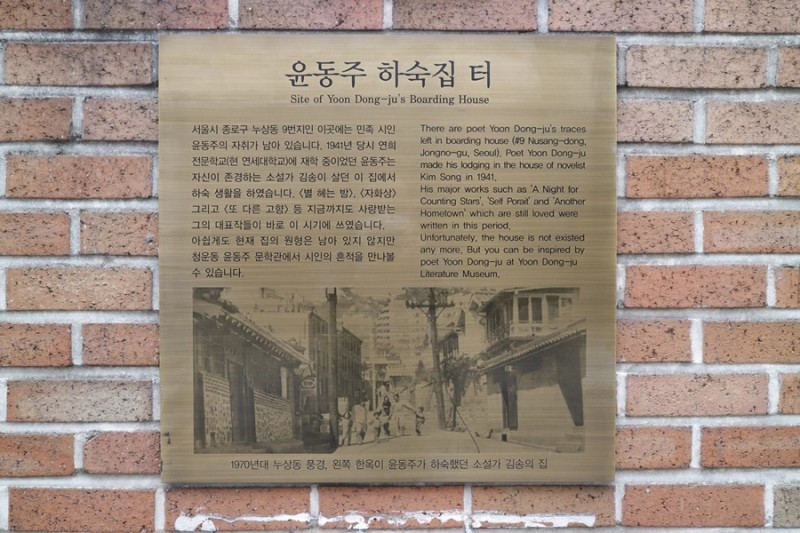 윤동주 하숙집 터
Site of Yoon Dong-ju's Boarding House
서울시 종로구 누상동 9번지인 이곳에는 민족 시인
윤동주의 자취가 남아 있습니다. 1941년 당시 연희
전문학교(현 연세대학교)에 재학 중이었던 윤동주는
자신이 존경하는 소설가 김송이 살던 이 집에서
하숙 생활을 하였습니다. 〈별 헤는 밤〉, 〈자화상〉
그리고 〈또 다른 고향〉 등 지금까지도 사랑받는
그의 대표작들이 바로 이 시기에 쓰였습니다.
아쉽게도 현재 집의 원형은 남아 있지 않지만
청운동 윤동주 문학관에서 시인의 흔적을 만나볼
수 있습니다.
There are poet Yoon Dong-ju's traces
left in boarding house (#9 Nusang-dong,
Jongno-gu, Seoul). Poet Yoon Dong-ju
made his lodging in the house of novelist
Kim Song in 1941.
His major works such as 'A Night for
Counting Stars', 'Self Porait' and 'Another
Hometown' which are still loved were
written in this period.
Unfortunately, the house is not existed
any more. But you can be inspired by
poet Yoon Dong-ju at Yoon Dong-ju
Literature Museum.
1970년대 누상동 풍경, 왼쪽 한옥이 윤동주가 하숙했던 소설가 김송의 집